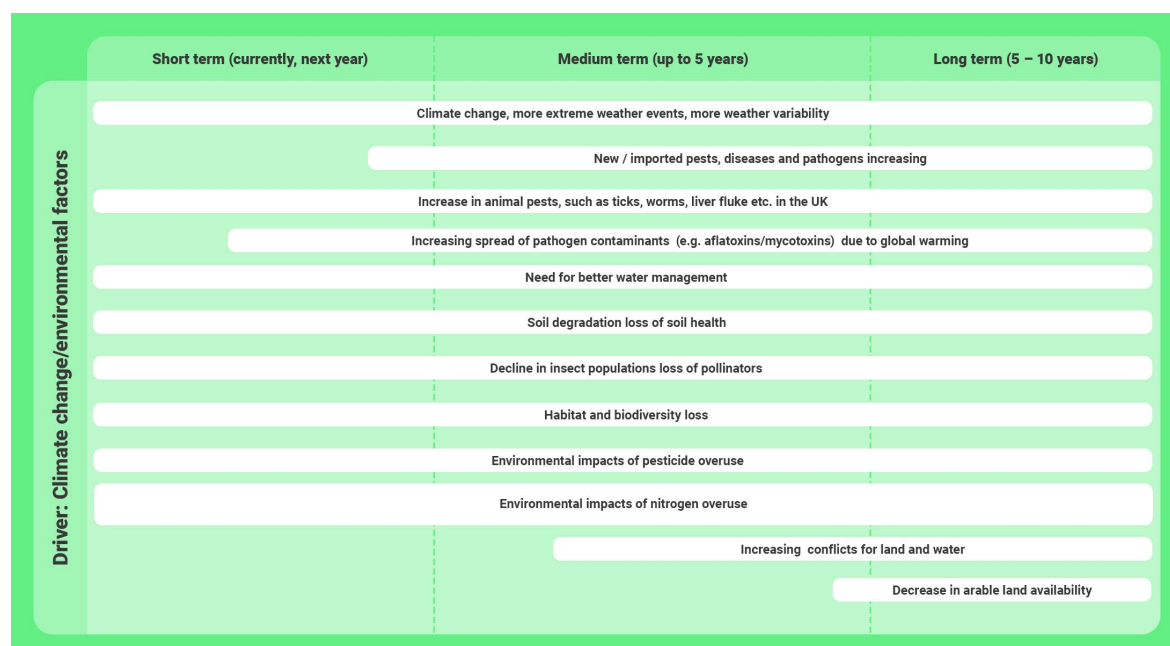 Short term (currently, next year)
Medium term (up to 5 years)
Long term (5 – 10 years)
Driver: Climate change/environmental factors
Climate change, more extreme weather events, more weather variability
New / imported pests, diseases and pathogens increasing
Increase in animal pests, such as ticks, worms, liver fluke etc. in the UK
Increasing spread of pathogen contaminants (e.g. aflatoxins/mycotoxins) due to global warming
Need for better water management
Soil degradation loss of soil health
Decline in insect populations loss of pollinators
Habitat and biodiversity loss
Environmental impacts of pesticide overuse
Environmental impacts of nitrogen overuse
Increasing conflicts for land and water
Decrease in arable land availability